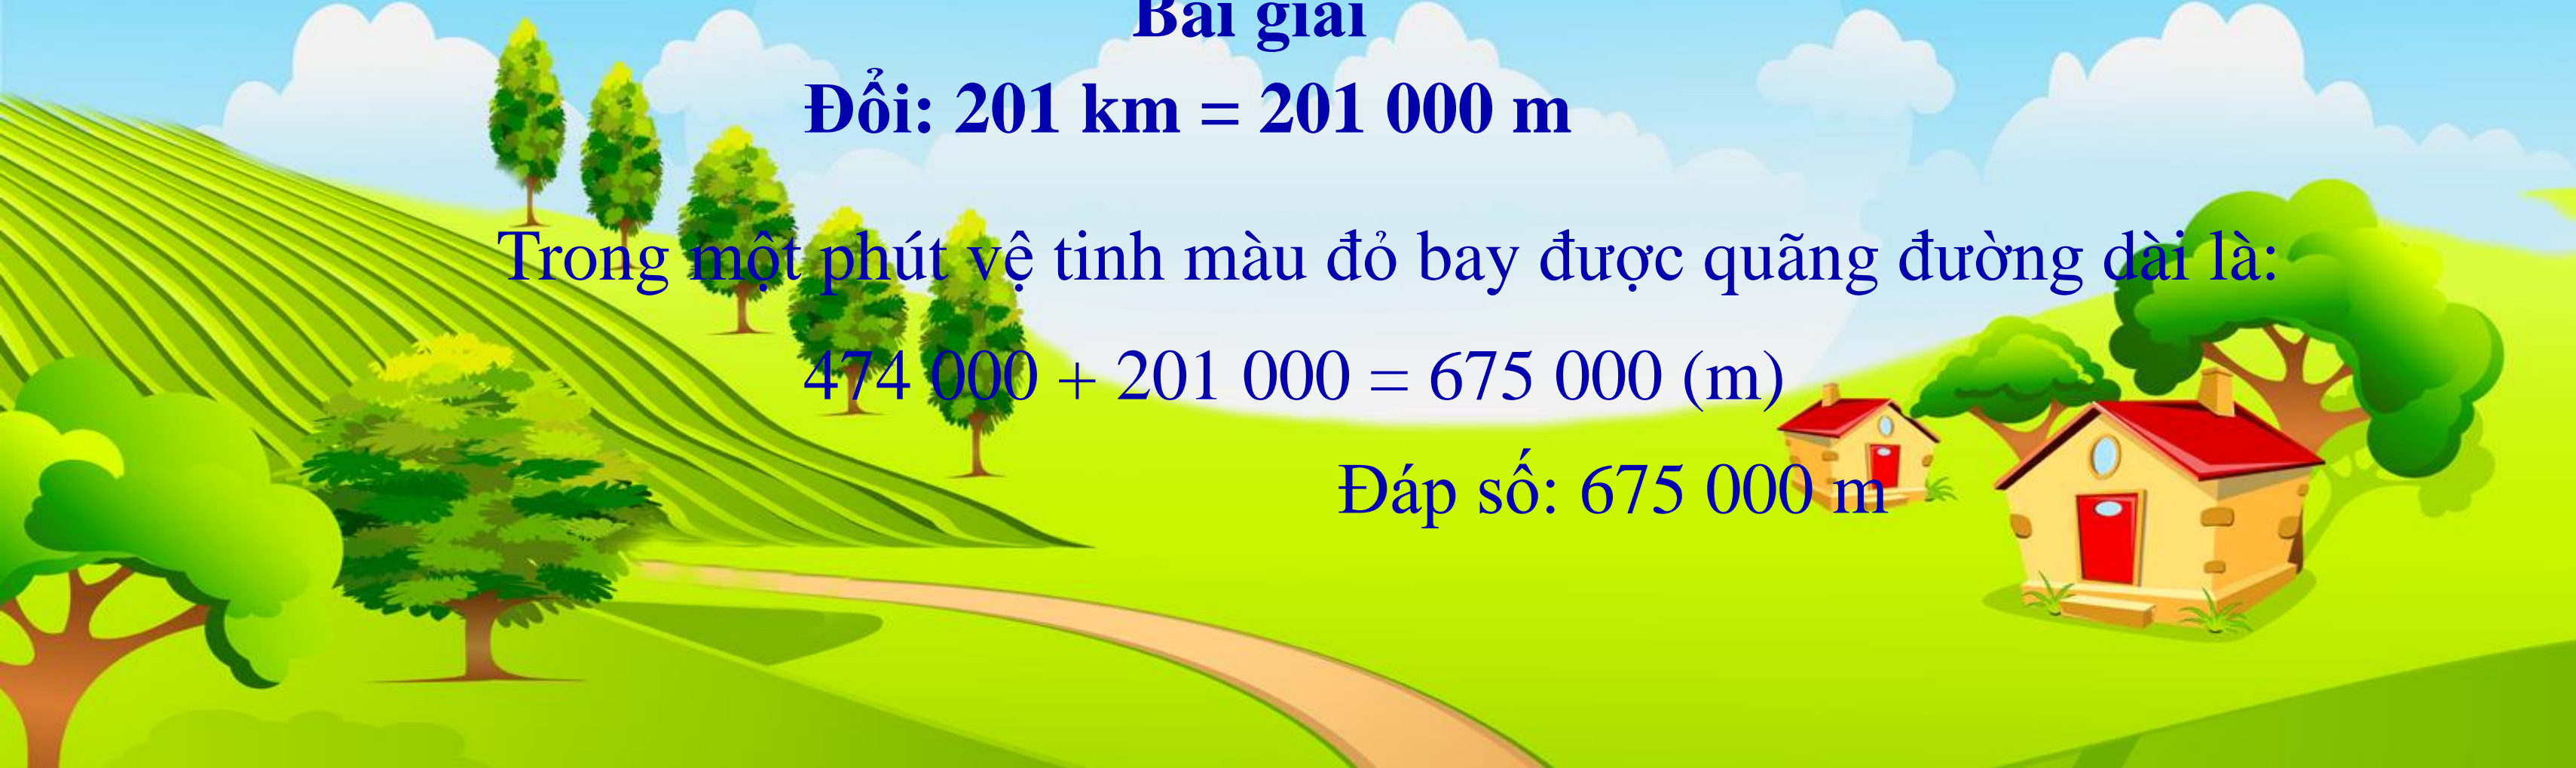 Bài giải
Đổi: 201 km = 201 000 m
Trong một phút vệ tinh màu đỏ bay được quãng đường dài là:
474 000 + 201 000 = 675 000 (m)
Đáp số: 675 000 m